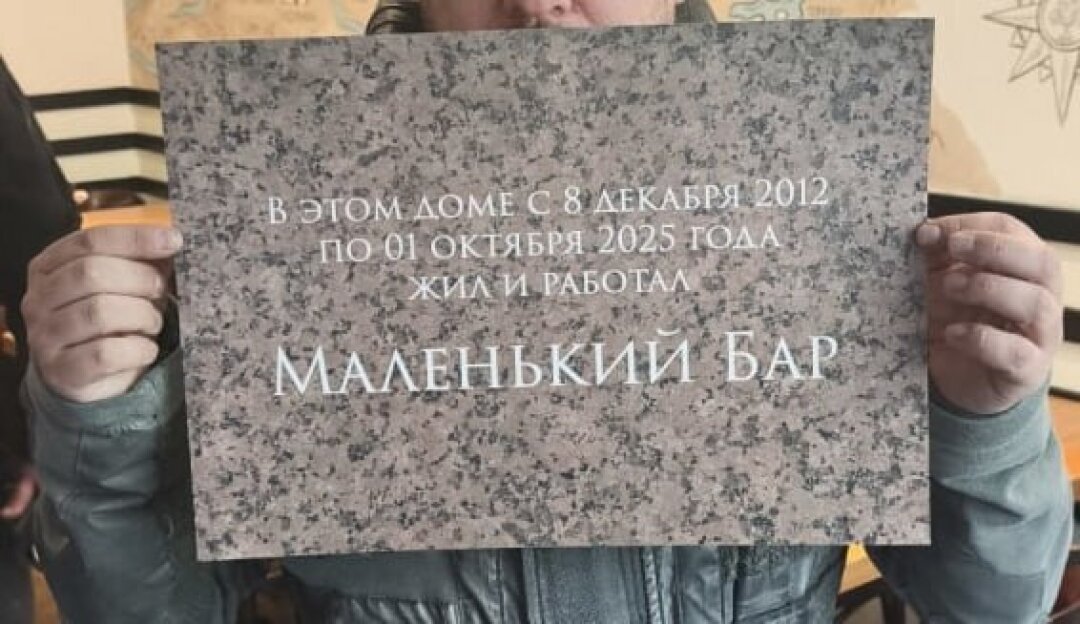 В ЭТОМ ДОМЕ С 8 ДЕКАБРЯ 2012
ПО 01 ОКТЯБРЯ 2025 ГОДА
ЖИЛ И РАБОТАЛ
МАЛЕНЬКИЙ БАР